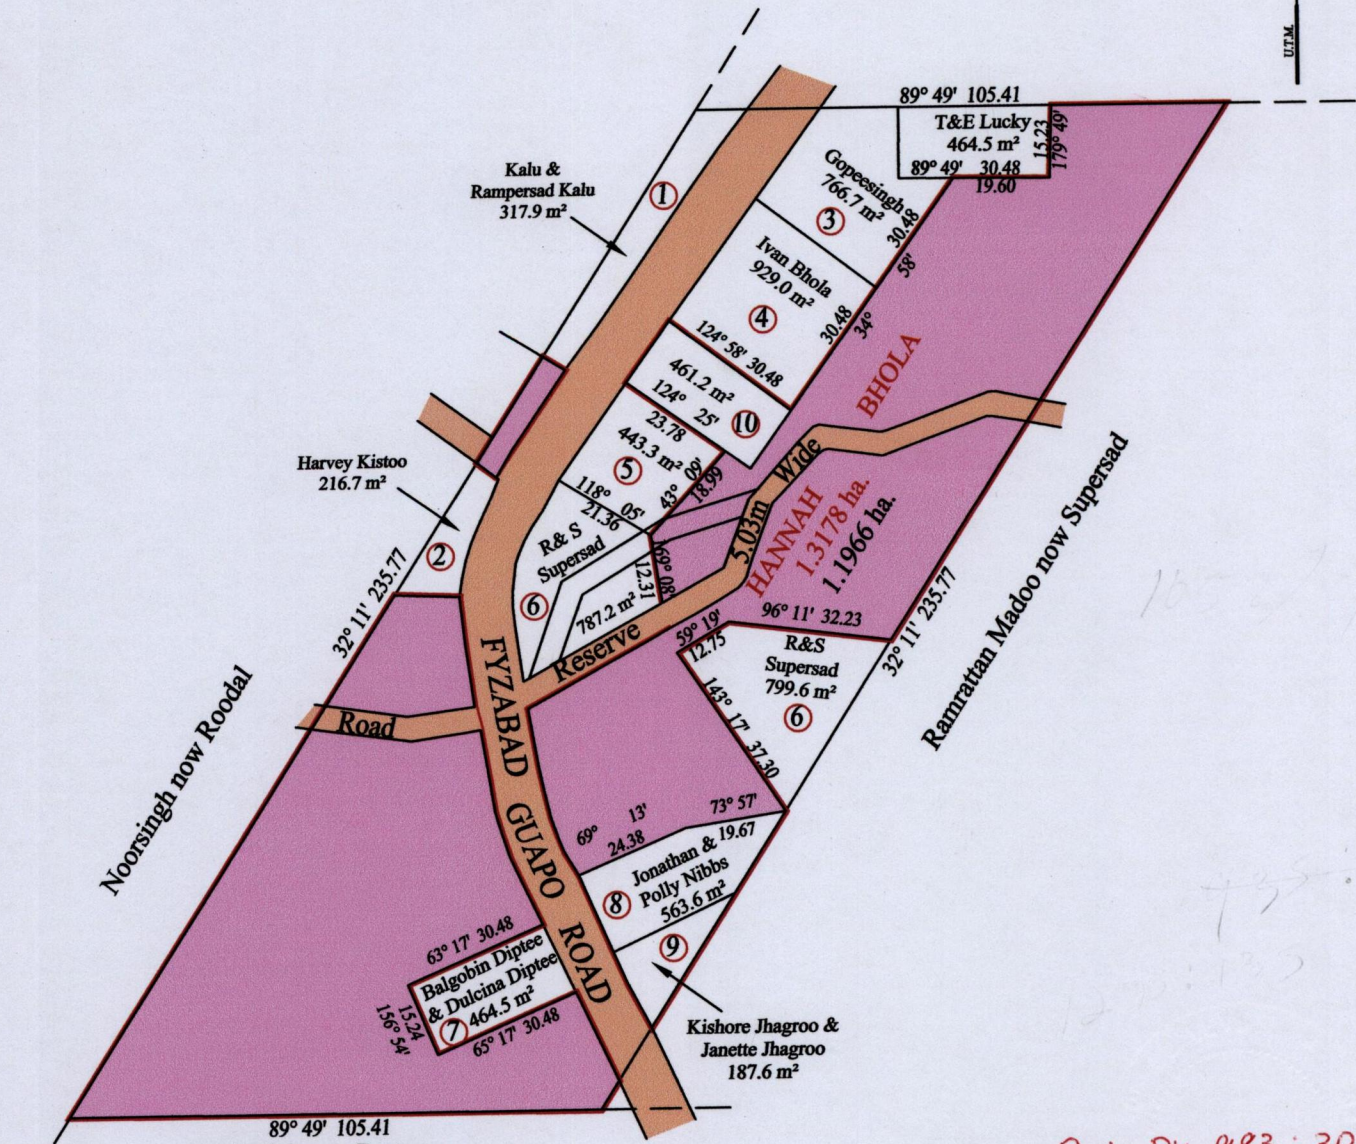 U.T.M.
89° 49' 105.41
T&E Lucky
464.5 m²
15.23
179° 49'
89° 49' 30.48
19.60
Kalu &
Rampersad Kalu
317.9 m²
1
Gopeesingh
766.7 m²
3
30.48
58'
Ivan Bhola
929.0 m²
4
30.48
34°
124° 58' 30.48
BHOLA
461.2 m²
124° 25'
10
23.78
443.3 m²
5
43° 09'
18.99
Wide
Harvey Kistoo
216.7 m²
2
118° 05'
21.36
R& S
Supersad
6
787.2 m²
169° 08'
12.31
5.03m
HANNAH
1.3178 ha.
1.1966 ha.
32° 11' 235.77
Reserve
59° 19'
12.75
96° 11' 32.23
R&S
Supersad
799.6 m²
6
32° 11' 235.77
Ramrattan Madoo now Supersad
Noorsingh now Roodal
Road
FYZABAD GUAPO ROAD
143° 17' 37.30
69° 13'
24.38
73° 57'
19.67
Jonathan &
Polly Nibbs
563.6 m²
8
9
63° 17' 30.48
Balgobin Diptee
& Dulcina Diptee
7 464.5 m²
15.24
156° 54'
65° 17' 30.48
Kishore Jhagroo &
Janette Jhagroo
187.6 m²
89° 49' 105.41